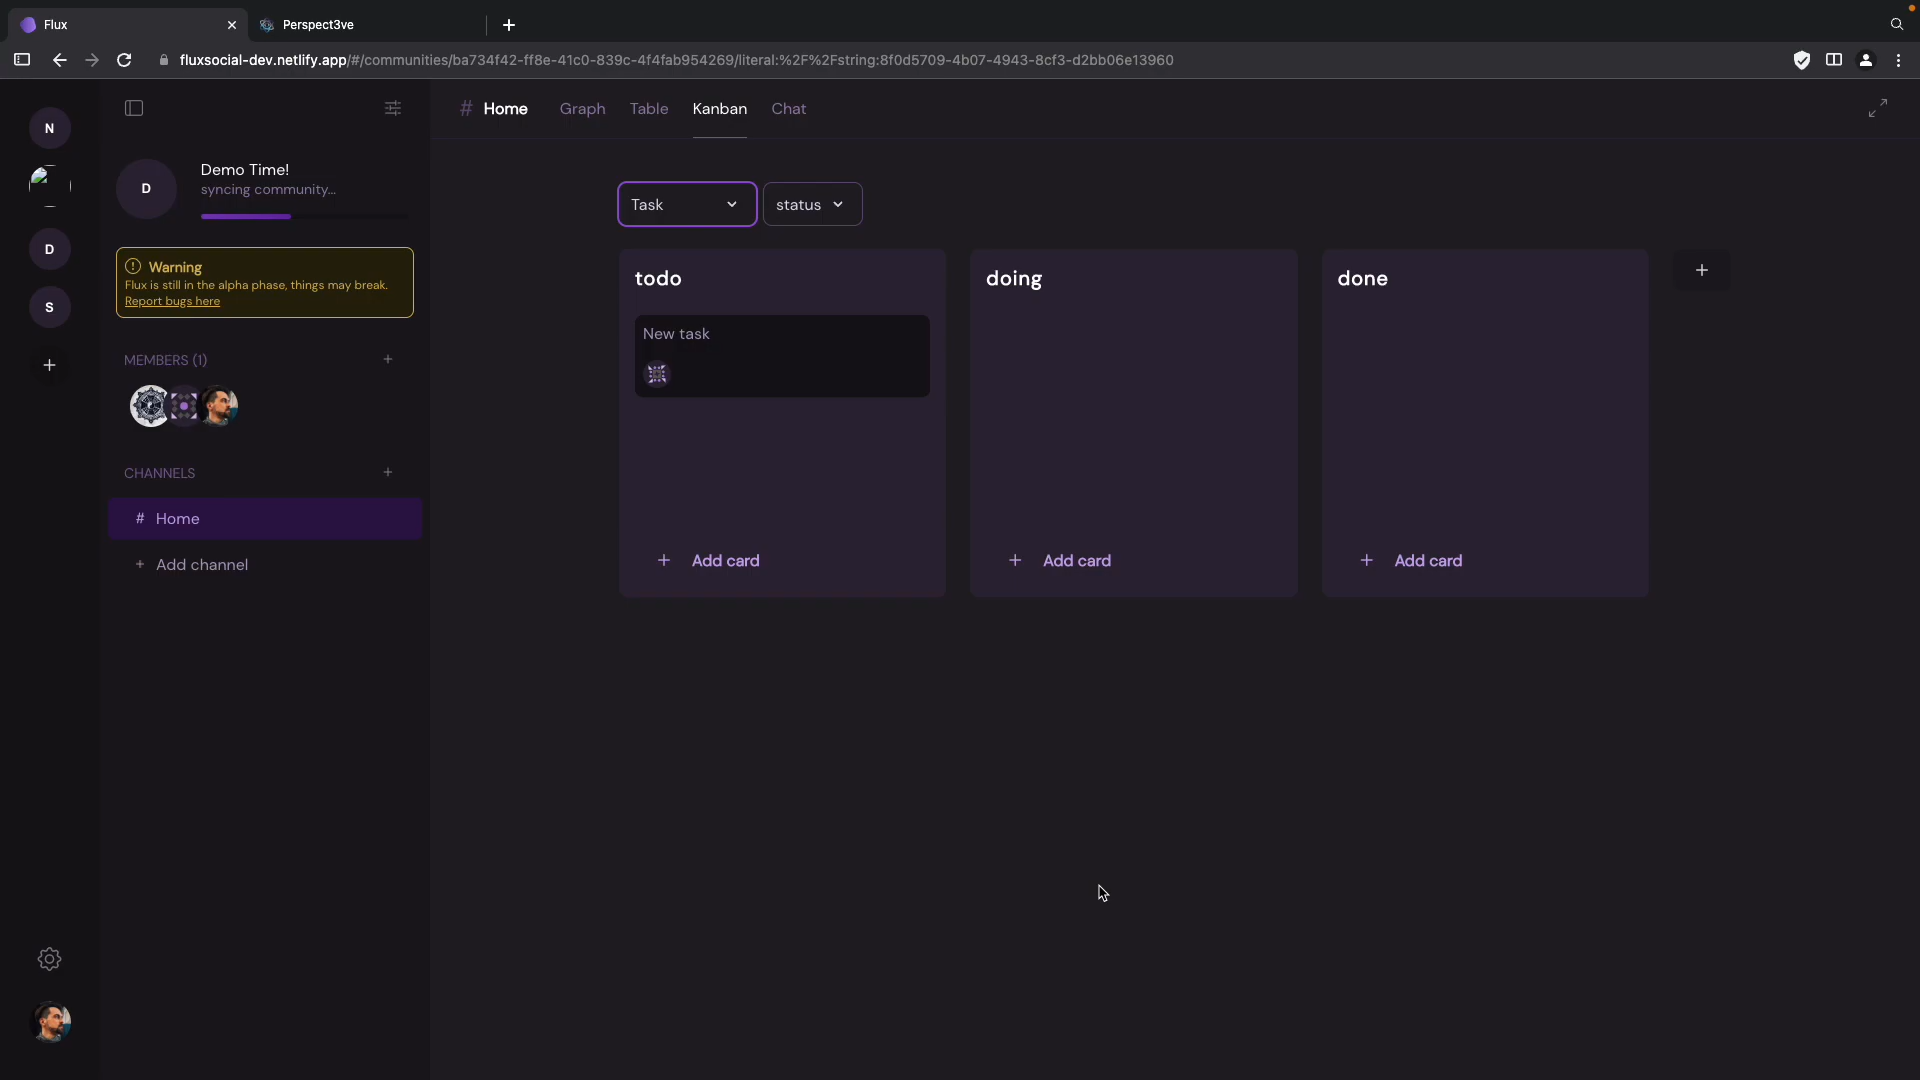 Flux
Perspect3ve
fluxsocial-dev.netlify.app/#/communities/ba734f42-ff8e-41c0-839c-4f4fab954269/literal:%2F%2Fstring:8f0d5709-4b07-4943-8cf3-d2bb06e13960
N
D
S
D
Demo Time!
syncing community...
Warning
Flux is still in the alpha phase, things may break.
Report bugs here
MEMBERS (1)
CHANNELS
# Home
+ Add channel
# Home Graph Table Kanban Chat
Task status
todo
New task
+ Add card
doing
+ Add card
done
+ Add card